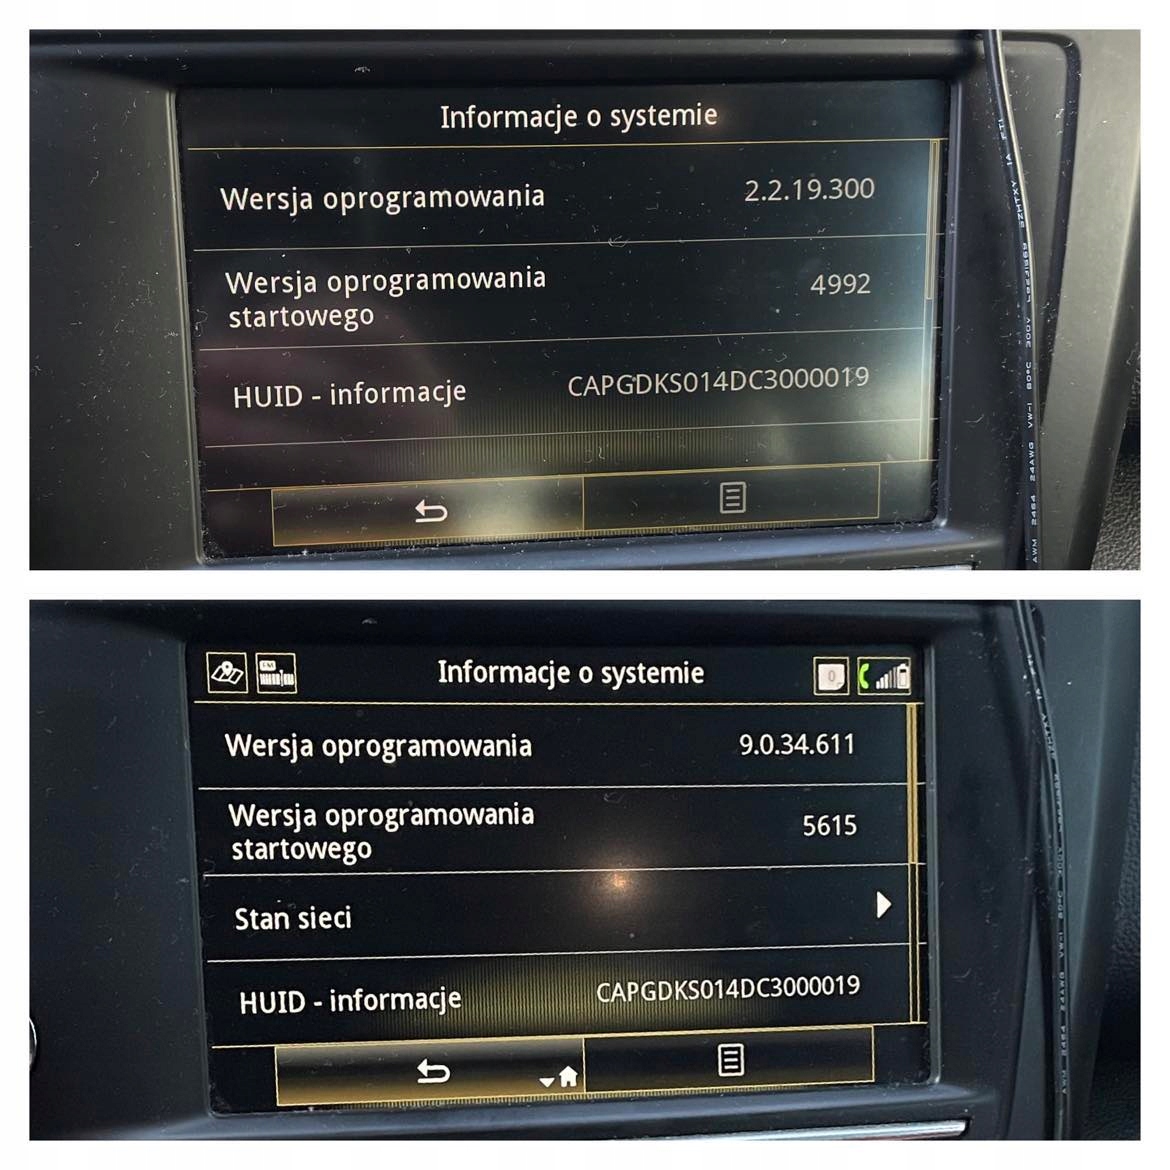 Informacje o systemie
Wersja oprogramowania 2.2.19.300
Wersja oprogramowania
startowego 4992
HUID - informacje CAPGDKS014DC3000019
Informacje o systemie
0
Wersja oprogramowania 9.0.34.611
Wersja oprogramowania
startowego 5615
Stan sieci
HUID - informacje CAPGDKS014DC3000019